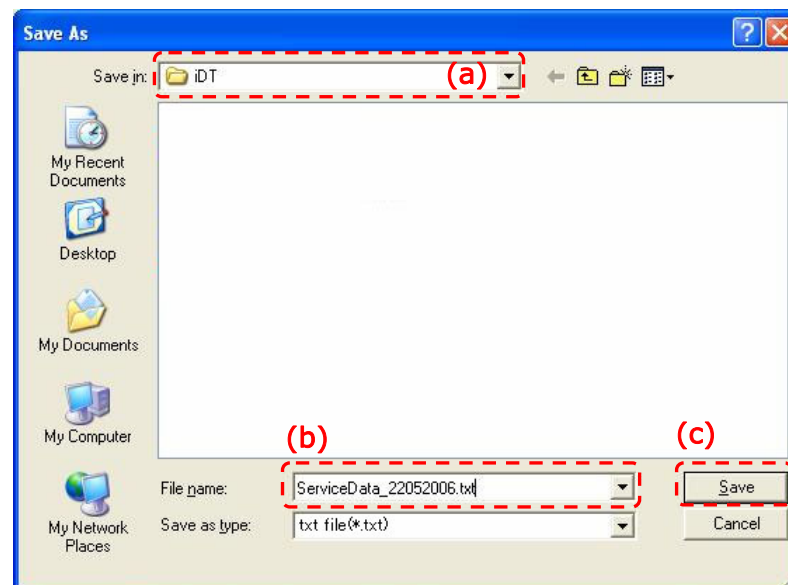 Save As
Save in: iDT (a)
My Recent
Documents
Desktop
My Documents
My Computer
My Network
Places
(b)
(c)
File name: ServiceData_22052006.txt
Save
Save as type: txt file(*.txt)
Cancel